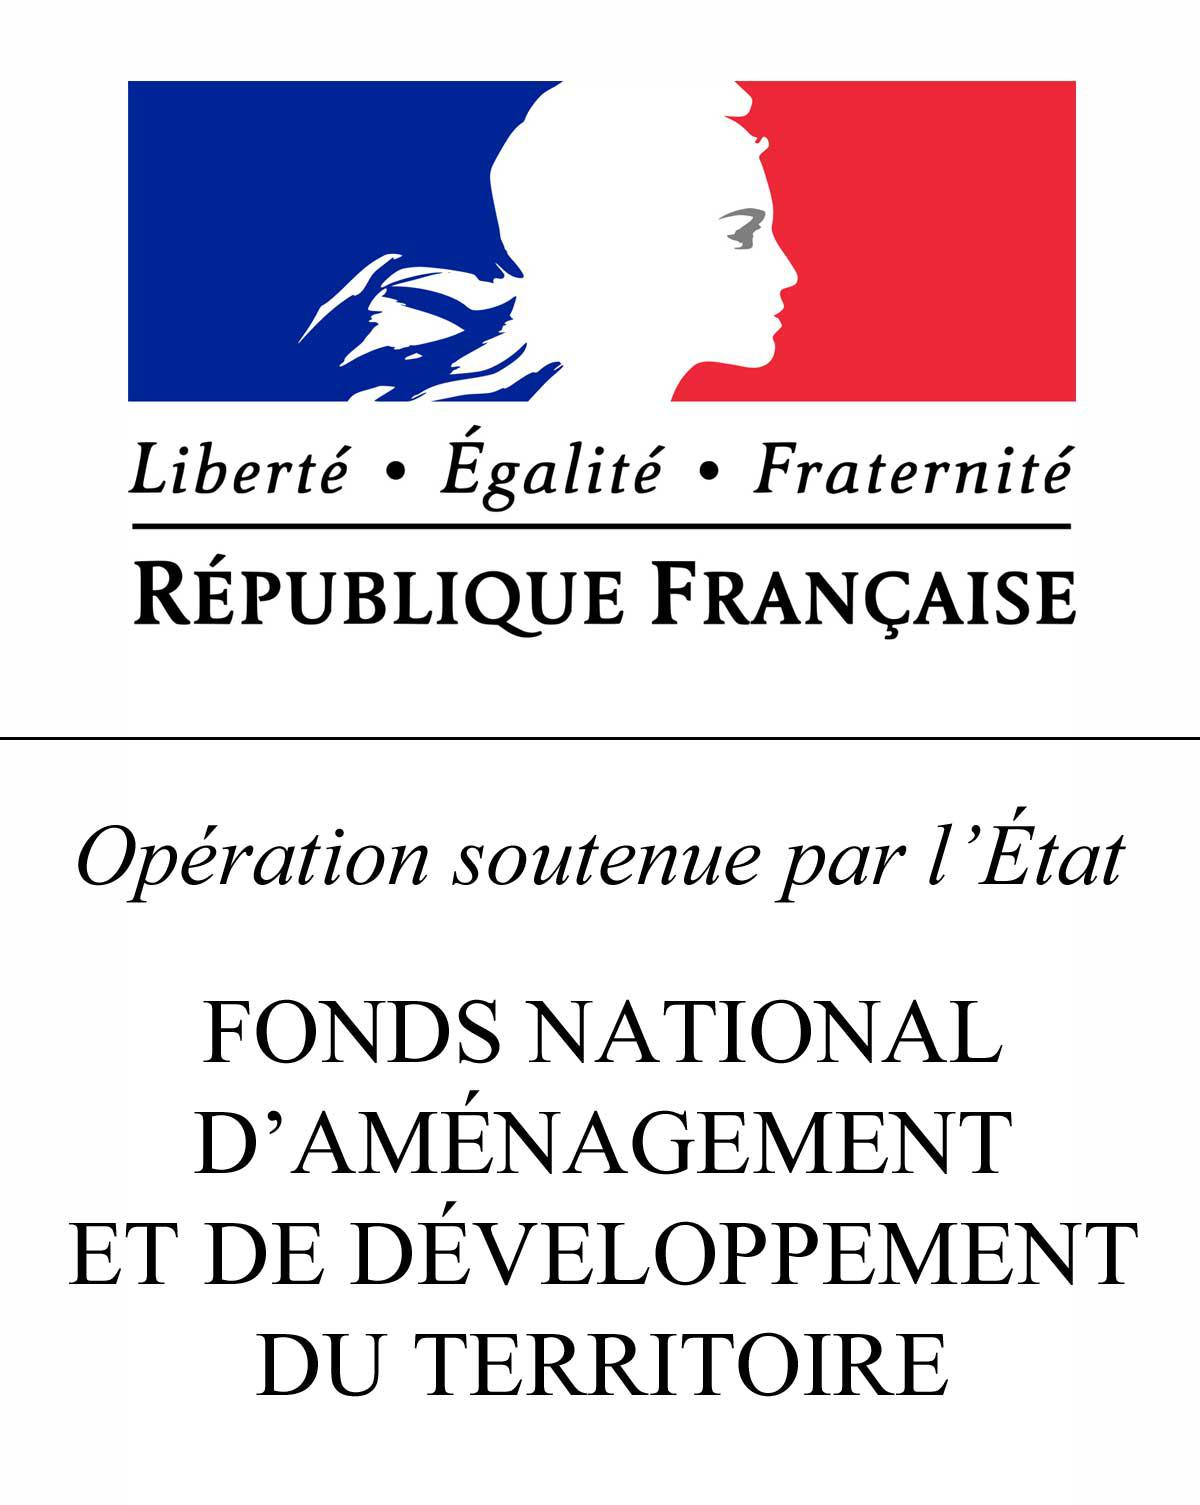 Liberté • Égalité • Fraternité
RÉPUBLIQUE FRANÇAISE
Opération soutenue par l’État
FONDS NATIONAL
D’AMÉNAGEMENT
ET DE DÉVELOPPEMENT
DU TERRITOIRE